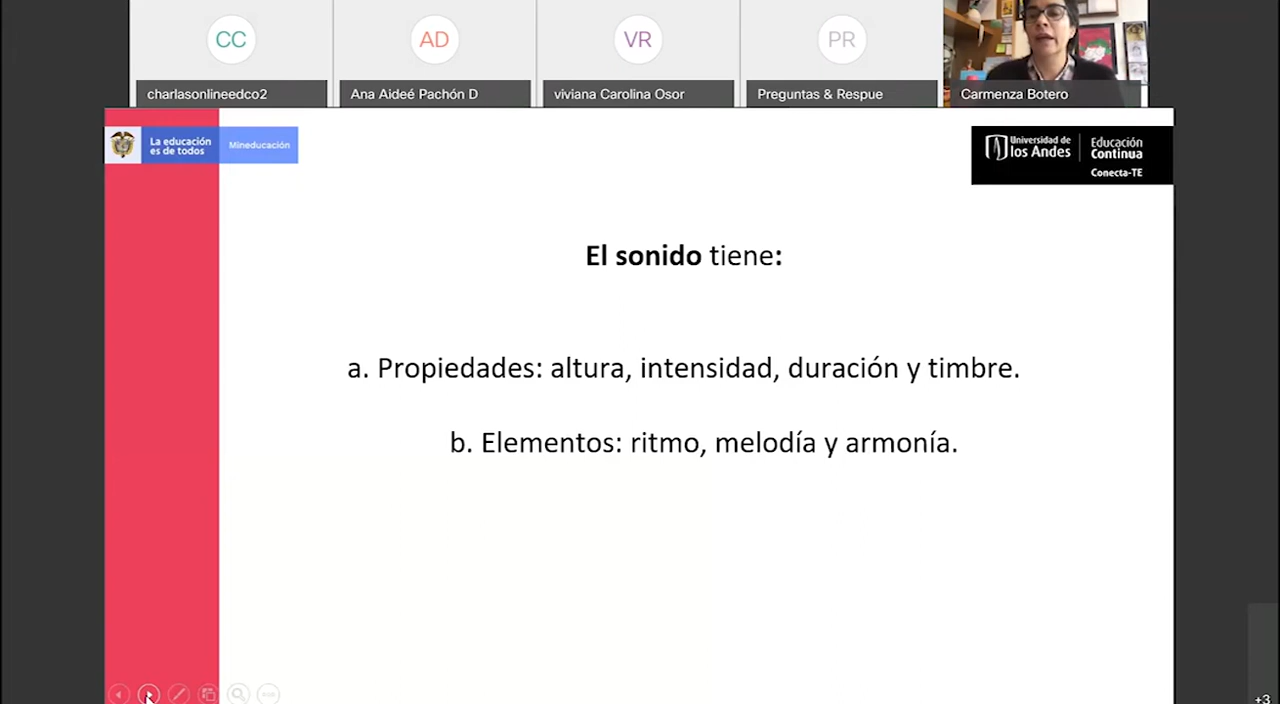 CC
AD
VR
PR
charlasonlineedco2
Ana Aideé Pachón D
viviana Carolina Osor
Preguntas & Respue
Carmenza Botero
La educación
es de todos
Mineducación
Universidad de
los Andes
Educación
Continua
Conecta-TE
El sonido tiene:
a. Propiedades: altura, intensidad, duración y timbre.
b. Elementos: ritmo, melodía y armonía.
+3